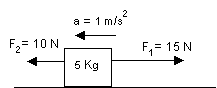 a = 1 m/s²
F₂= 10 N
F₁= 15 N
5 Kg